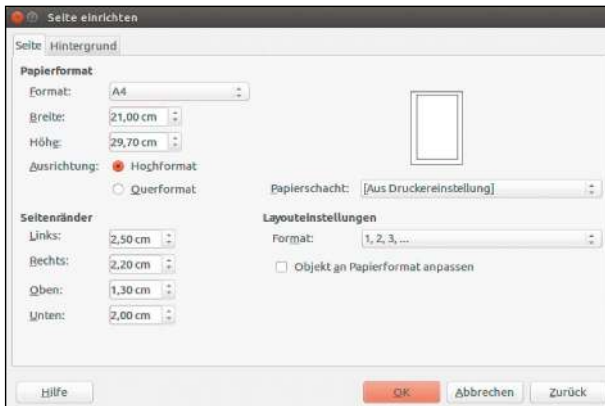 Seite einrichten
Seite Hintergrund
Papierformat
Format: A4
Breite: 21,00 cm
Höhe: 29,70 cm
Ausrichtung: Hochformat
Querformat
Papierschacht: [Aus Druckereinstellung]
Seitenränder
Links: 2,50 cm
Rechts: 2,20 cm
Oben: 1,30 cm
Unten: 2,00 cm
Layouteinstellungen
Format: 1, 2, 3, ...
Objekt an Papierformat anpassen
Hilfe OK Abbrechen Zurück